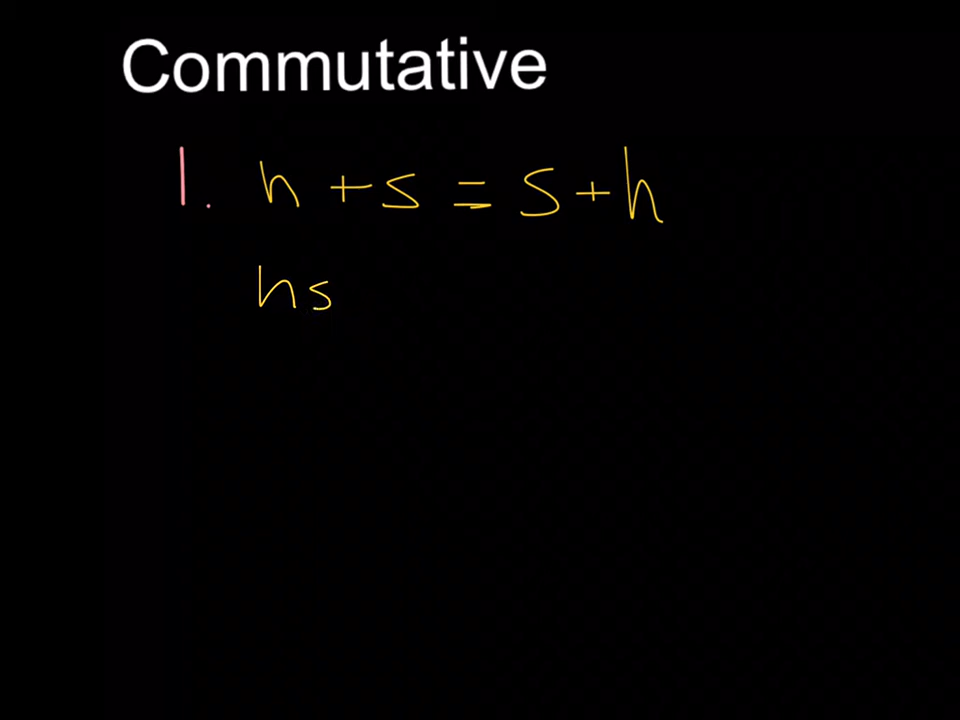 Commutative
1. h + s = s + h
hs